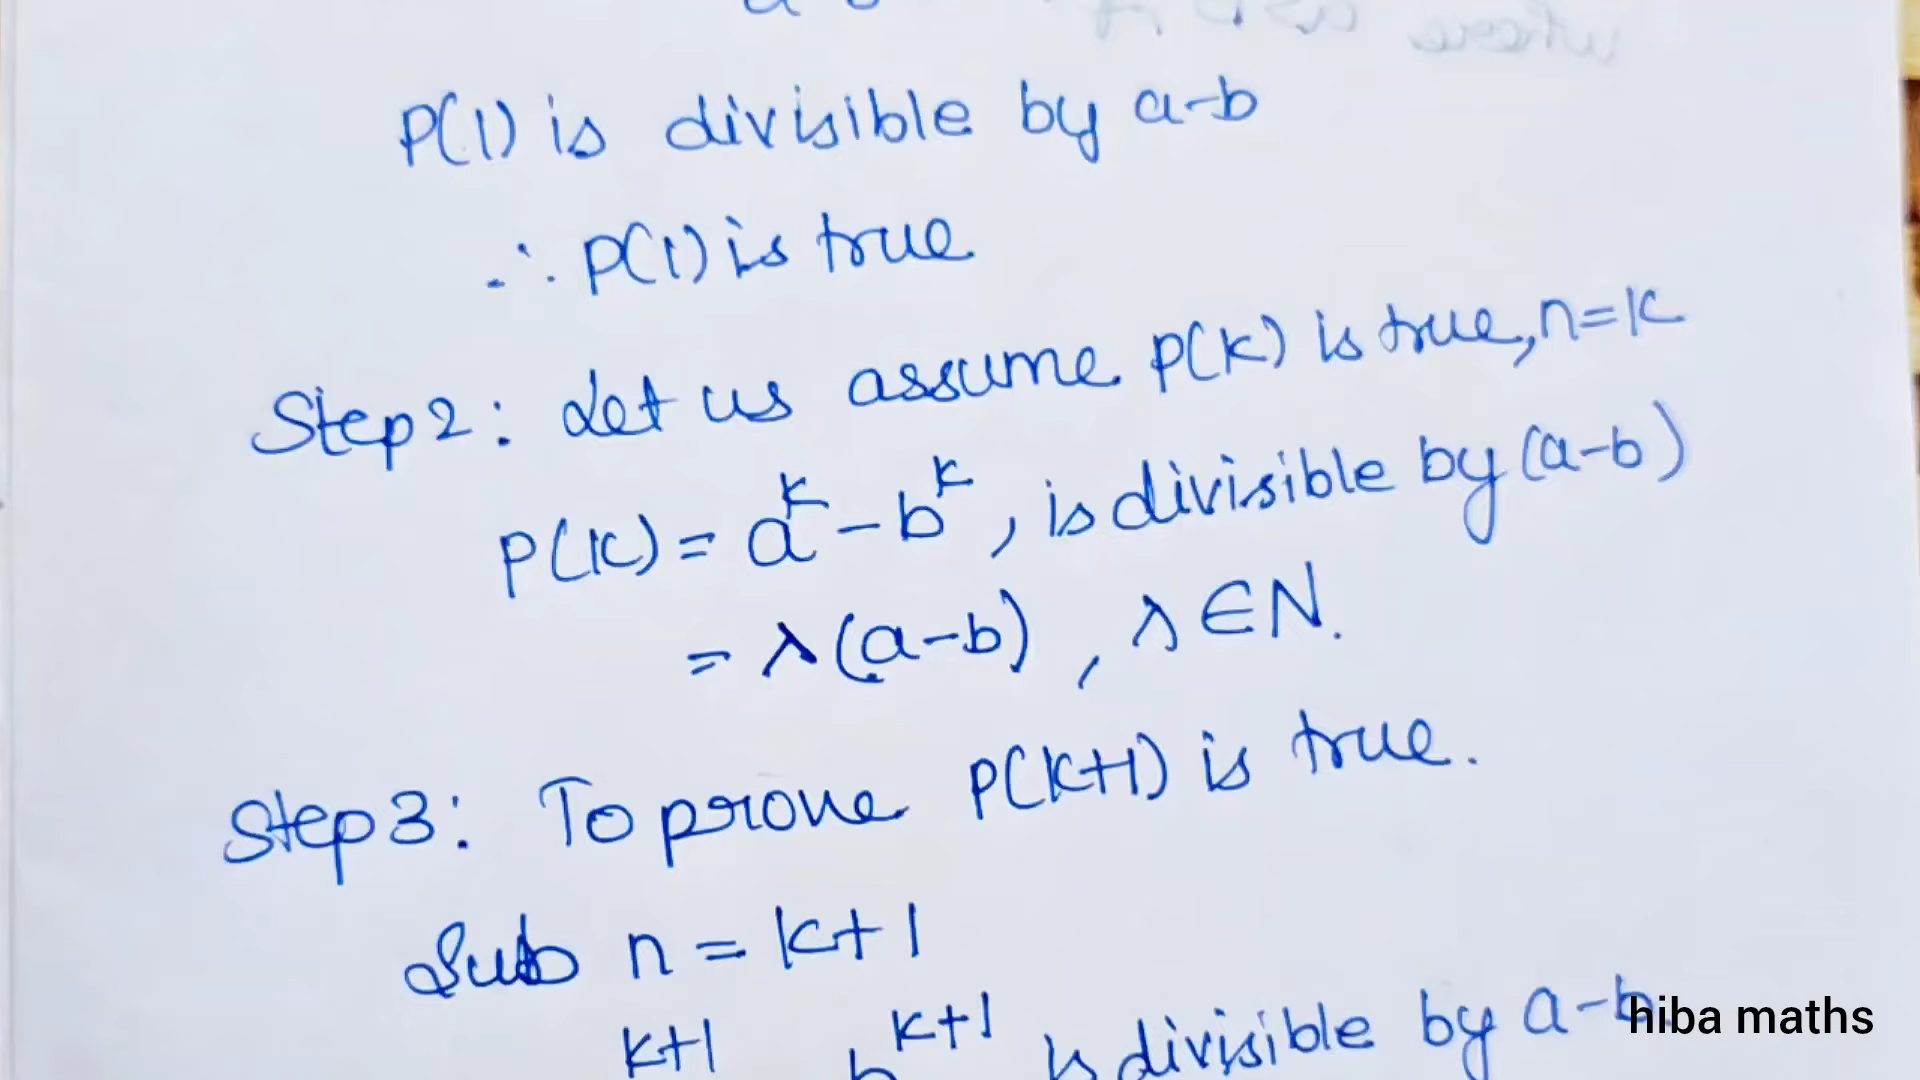 P(1) is divisible by a-b
∴ P(1) is true
Step 2: Let us assume P(K) is true, n=k
P(K) = a^k - b^k, is divisible by (a-b)
= λ(a-b), λ ∈ N.
Step 3: To prove P(K+1) is true.
Sub n = k+1
k+1 b^k+1 is divisible by a-b
hiba maths